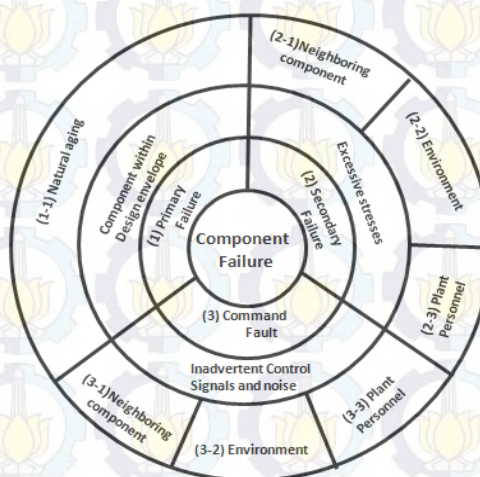 (2-1)Neighboring
component
(1-1) Natural aging
(2-2) Environment
Component within
Design envelope
Excessive stresses
(1) Primary
Failure
(2) Secondary
Failure
Component
Failure
(2-3) Plant
Personnel
(3) Command
Fault
Inadvertent Control
Signals and noise
(3-1)Neighboring
component
(3-3) Plant
Personnel
(3-2) Environment